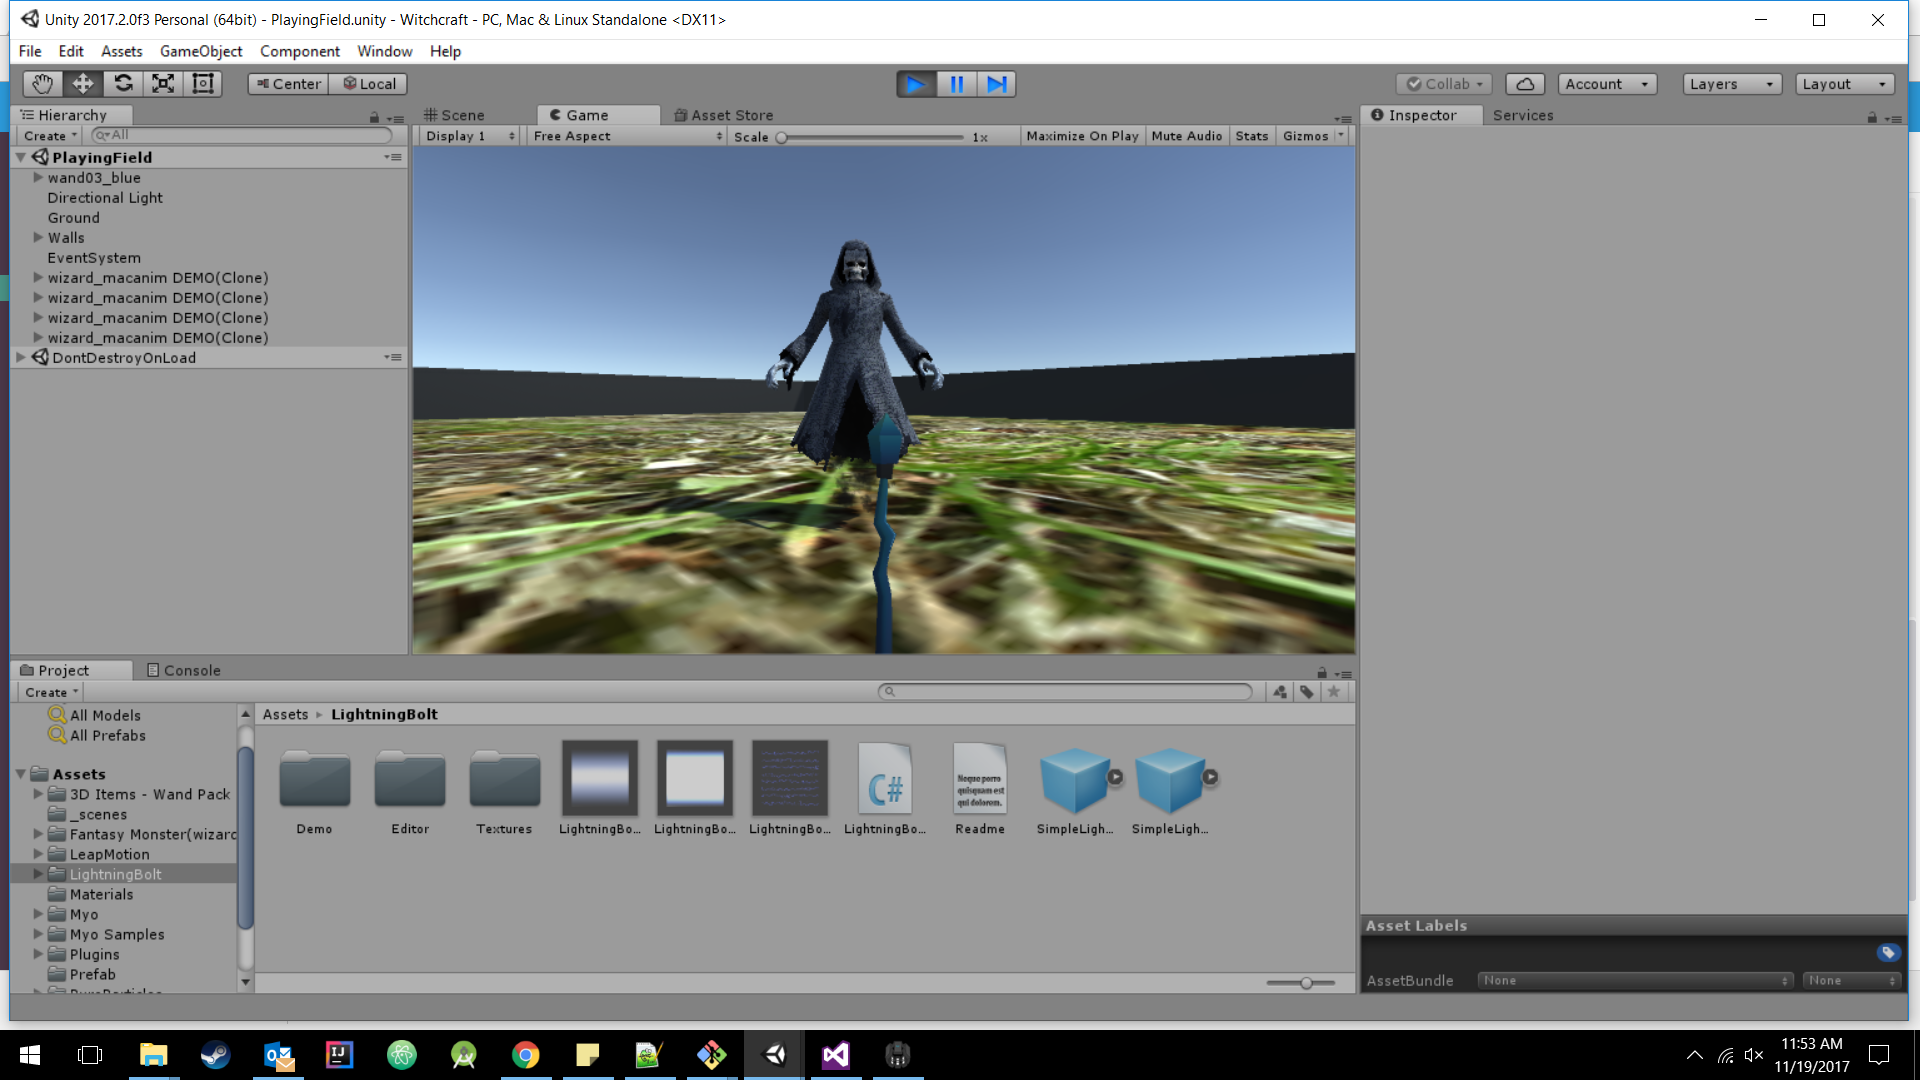 Unity 2017.2.0f3 Personal (64bit) - PlayingField.unity - Witchcraft - PC, Mac & Linux Standalone <DX11>
File Edit Assets GameObject Component Window Help
Center Local Collab Account Layers Layout
Hierarchy Scene Game Asset Store Inspector Services
Create All Display 1 Free Aspect Scale 1x Maximize On Play Mute Audio Stats Gizmos
PlayingField
wand03_blue
Directional Light
Ground
Walls
EventSystem
wizard_macanim DEMO(Clone)
wizard_macanim DEMO(Clone)
wizard_macanim DEMO(Clone)
wizard_macanim DEMO(Clone)
DontDestroyOnLoad
Project Console
Create
All Models
All Prefabs
Assets
3D Items - Wand Pack
_scenes
Fantasy Monster(wizard
LeapMotion
LightningBolt
Materials
Myo
Myo Samples
Plugins
Prefab
Assets LightningBolt
C#
Neque porro
quisquam est
qui dolorem.
Demo Editor Textures LightningBo... LightningBo... LightningBo... LightningBo... Readme SimpleLigh... SimpleLigh...
Asset Labels
AssetBundle None None
11:53 AM
11/19/2017